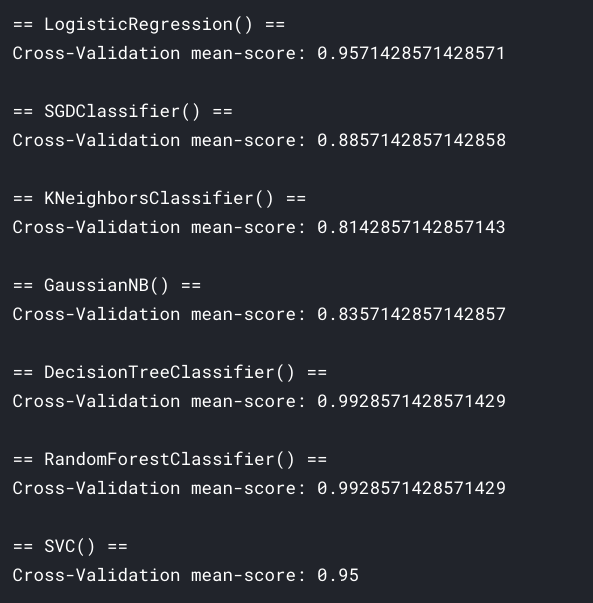 == LogisticRegression() ==
Cross-Validation mean-score: 0.9571428571428571
== SGDClassifier() ==
Cross-Validation mean-score: 0.8857142857142858
== KNeighborsClassifier() ==
Cross-Validation mean-score: 0.8142857142857143
== GaussianNB() ==
Cross-Validation mean-score: 0.8357142857142857
== DecisionTreeClassifier() ==
Cross-Validation mean-score: 0.9928571428571429
== RandomForestClassifier() ==
Cross-Validation mean-score: 0.9928571428571429
== SVC() ==
Cross-Validation mean-score: 0.95